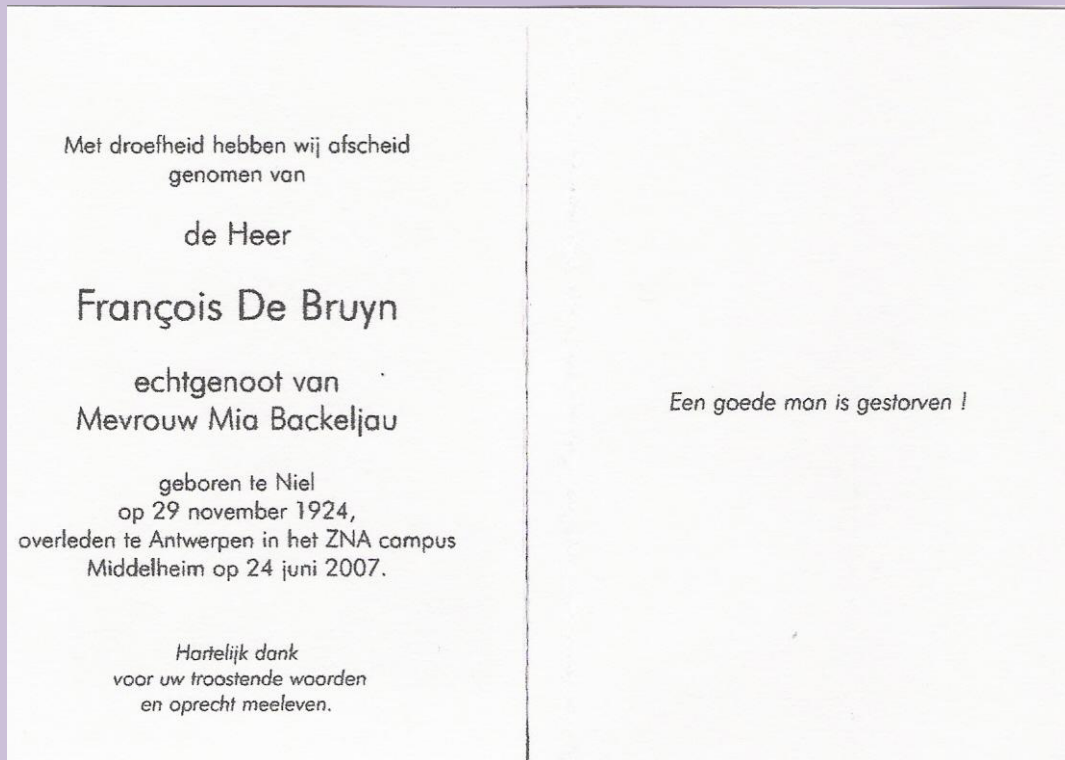 Met droefheid hebben wij afscheid
genomen van
de Heer
François De Bruyn
echtgenoot van
Mevrouw Mia Backeljau
geboren te Niel
op 29 november 1924,
overleden te Antwerpen in het ZNA campus
Middelheim op 24 juni 2007.
Hartelijk dank
voor uw troostende woorden
en oprecht meeleven.
Een goede man is gestorven !